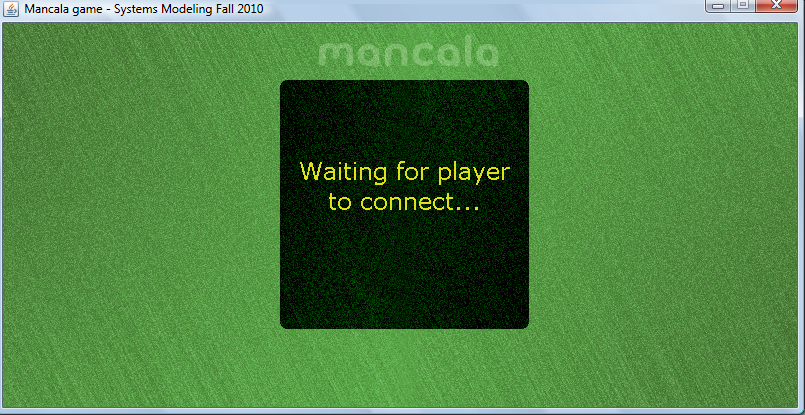 Mancala game - Systems Modeling Fall 2010
mancala
Waiting for player
to connect...